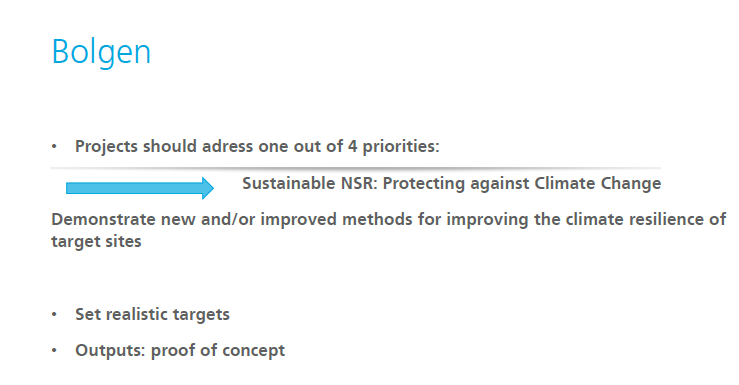 Bolgen
• Projects should adress one out of 4 priorities:
Sustainable NSR: Protecting against Climate Change
Demonstrate new and/or improved methods for improving the climate resilience of
target sites
• Set realistic targets
• Outputs: proof of concept